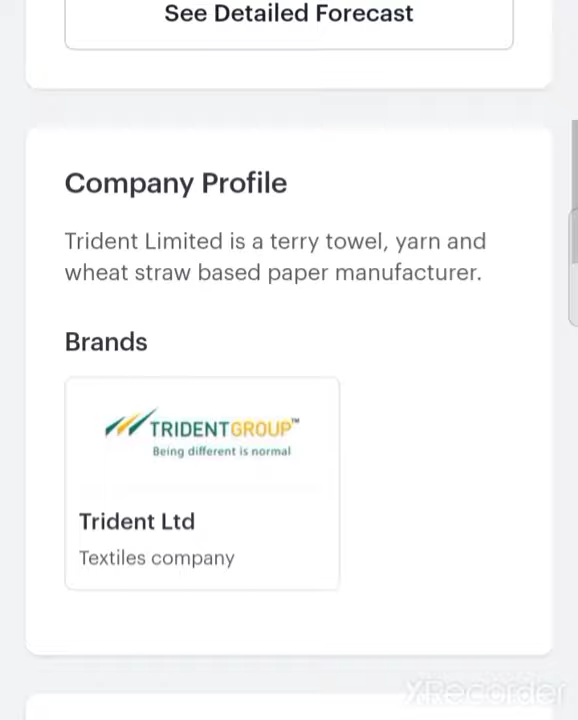 See Detailed Forecast
Company Profile
Trident Limited is a terry towel, yarn and
wheat straw based paper manufacturer.
Brands
TRIDENTGROUP™
Being different is normal
Trident Ltd
Textiles company
XRecorder